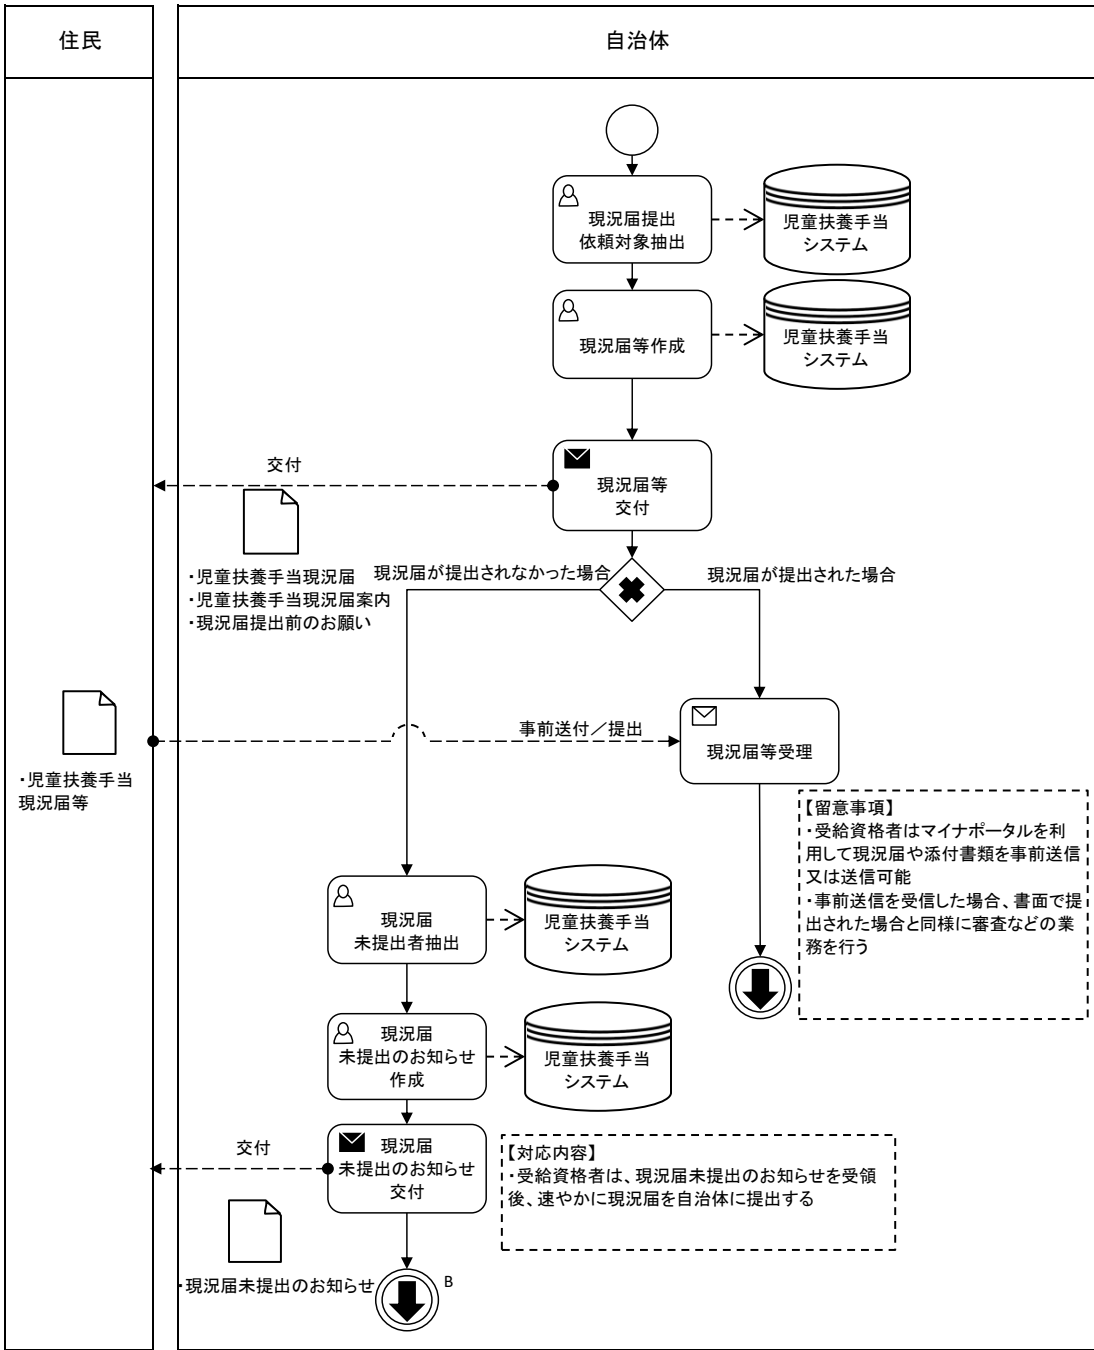 住民
自治体
現況届提出
依頼対象抽出
児童扶養手当
システム
現況届等作成
児童扶養手当
システム
交付
現況届等
交付
・児童扶養手当現況届
・児童扶養手当現況届案内
・現況届提出前のお願い
現況届が提出されなかった場合
現況届が提出された場合
事前送付／提出
・児童扶養手当
現況届等
現況届等受理
【留意事項】
・受給資格者はマイナポータルを利
用して現況届や添付書類を事前送信
又は送信可能
・事前送信を受信した場合、書面で提
出された場合と同様に審査などの業
務を行う
現況届
未提出者抽出
児童扶養手当
システム
現況届
未提出のお知らせ
作成
児童扶養手当
システム
交付
現況届
未提出のお知らせ
交付
【対応内容】
・受給資格者は、現況届未提出のお知らせを受領
後、速やかに現況届を自治体に提出する
・現況届未提出のお知らせ
B